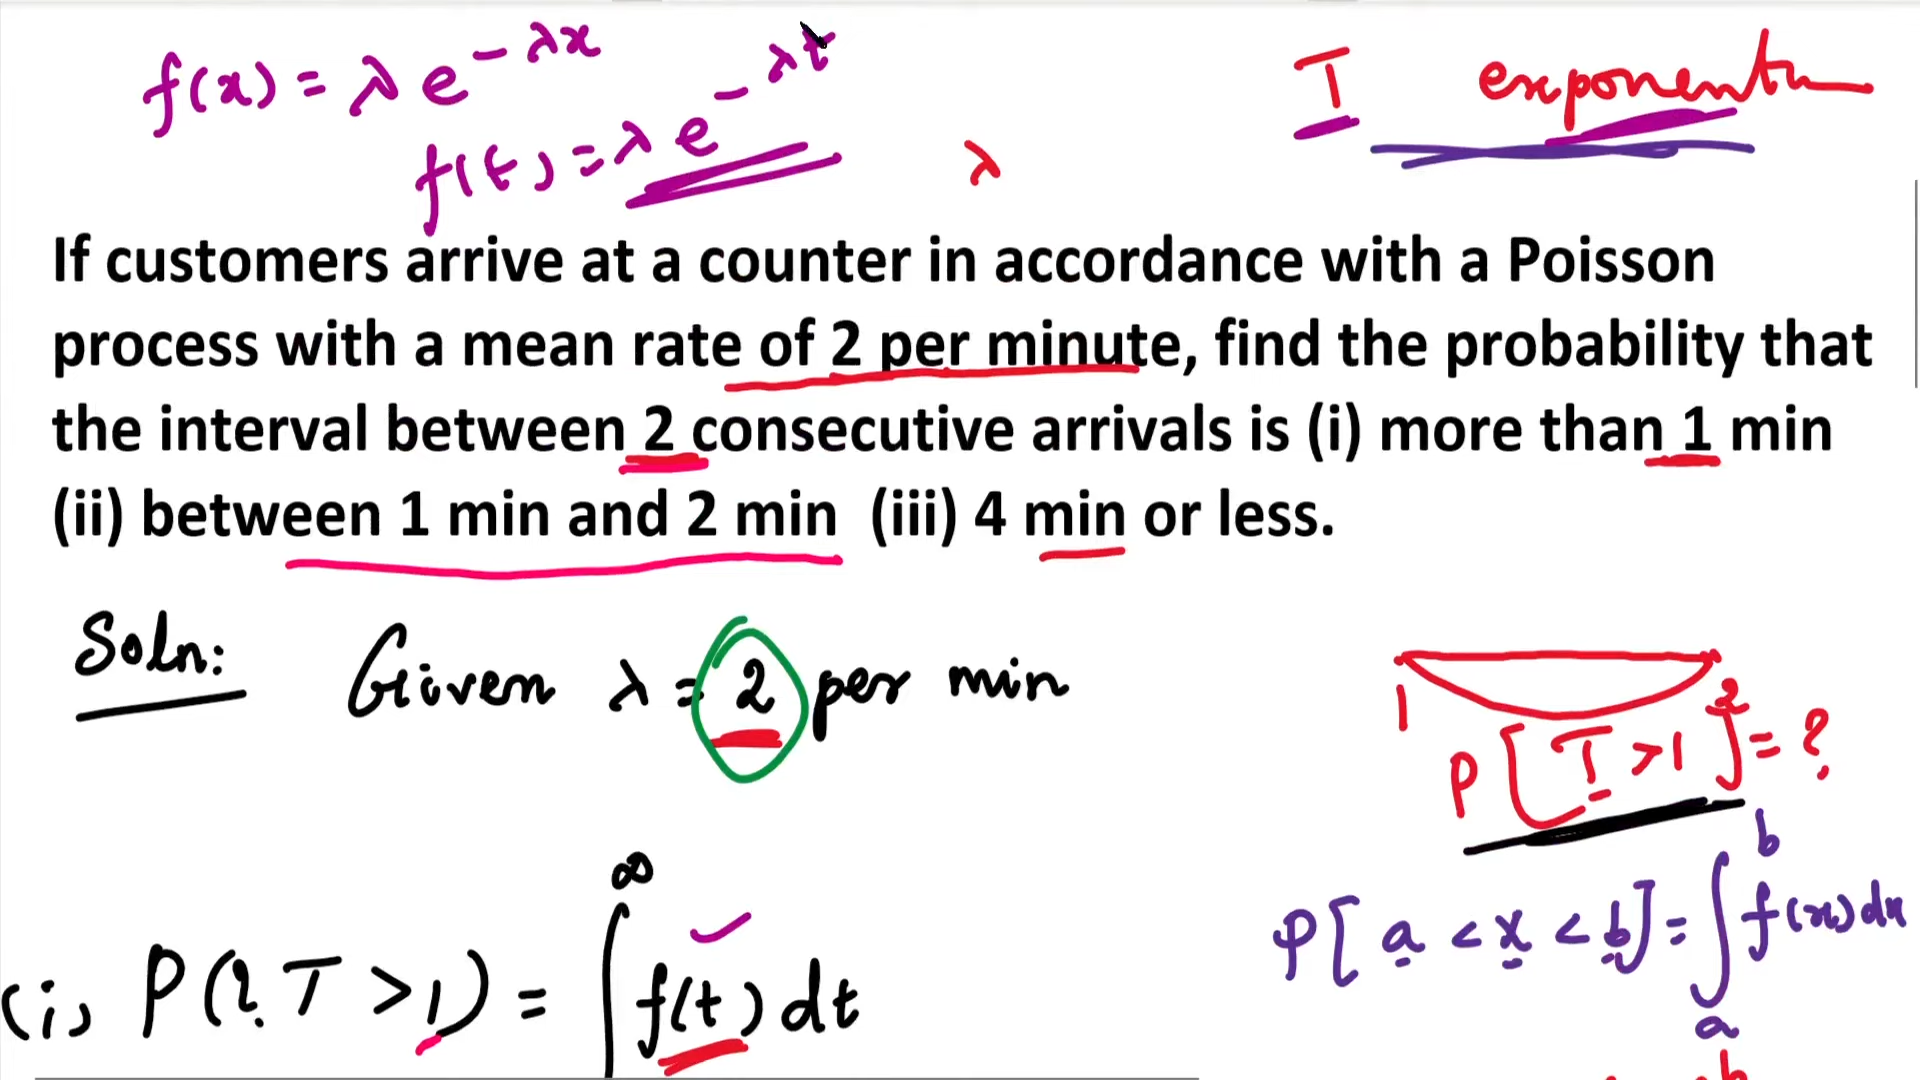 f(x) = λ e^-λx
f(t) = λ e^-λt
λ
T
If customers arrive at a counter in accordance with a Poisson
process with a mean rate of 2 per minute, find the probability that
the interval between 2 consecutive arrivals is (i) more than 1 min
(ii) between 1 min and 2 min (iii) 4 min or less.
Soln: Given λ = 2 per min
1 2
P[T > 1] = ?
P[a < x < b] = ∫_a^b f(x) dx
(i) P(T > 1) = ∫^∞ f(t) dt
b